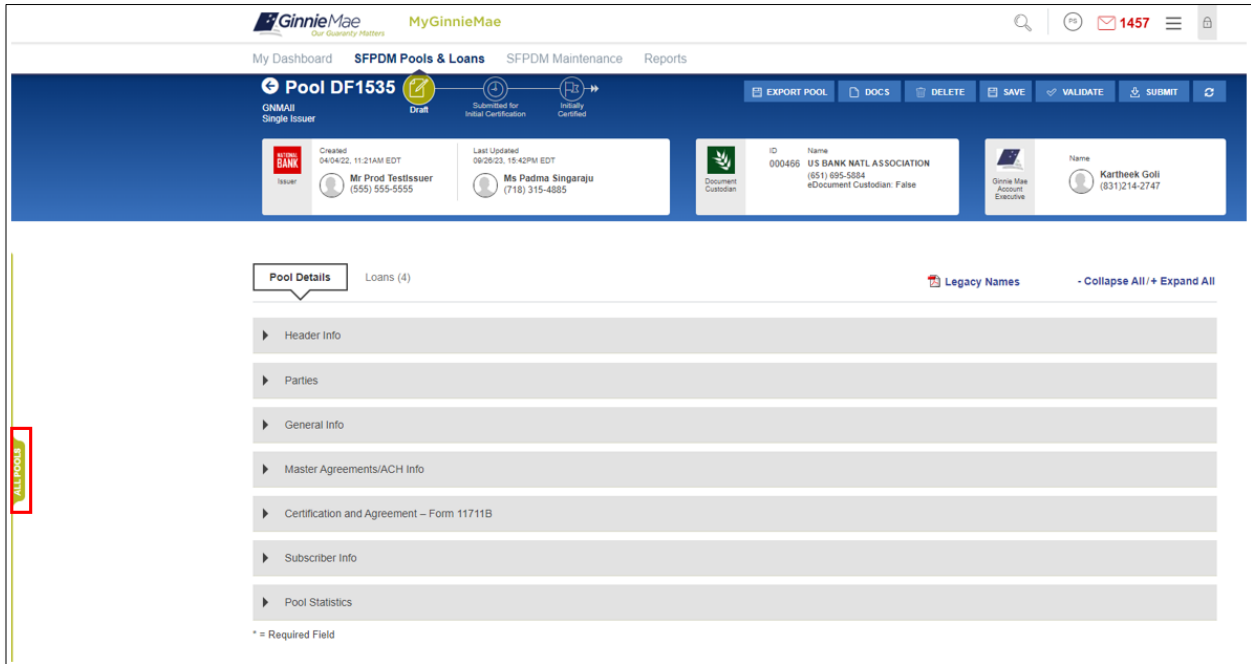 GinnieMae
Our Guaranty Matters
MyGinnieMae
PS
1457
My Dashboard SFPDM Pools & Loans SFPDM Maintenance Reports
Pool DF1535
GNMAII
Single Issuer
Draft
Submitted for
Initial Certification
Initially
Certified
EXPORT POOL DOCS DELETE SAVE VALIDATE SUBMIT
NATIONAL
BANK
Issuer
Created
04/04/22, 11:21AM EDT
Mr Prod TestIssuer
(555) 555-5555
Last Updated
09/26/23, 15:42PM EDT
Ms Padma Singaraju
(718) 315-4885
Document
Custodian
ID Name
000466 US BANK NATL ASSOCIATION
(651) 695-5884
eDocument Custodian: False
Ginnie Mae
Account
Executive
Name
Kartheek Goli
(831)214-2747
Pool Details Loans (4) Legacy Names - Collapse All/+ Expand All
Header Info
Parties
General Info
ALL POOLS
Master Agreements/ACH Info
Certification and Agreement – Form 11711B
Subscriber Info
Pool Statistics
* = Required Field